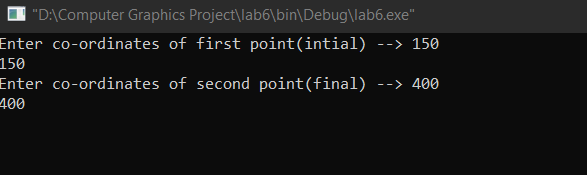 "D:\Computer Graphics Project\lab6\bin\Debug\lab6.exe"
Enter co-ordinates of first point(intial) --> 150
150
Enter co-ordinates of second point(final) --> 400
400